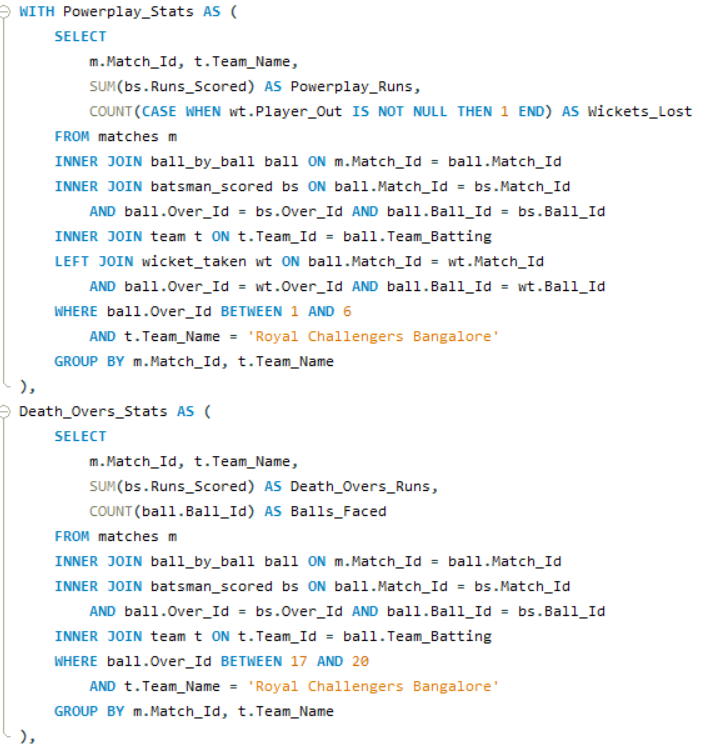 WITH Powerplay_Stats AS (
    SELECT
        m.Match_Id, t.Team_Name,
        SUM(bs.Runs_Scored) AS Powerplay_Runs,
        COUNT(CASE WHEN wt.Player_Out IS NOT NULL THEN 1 END) AS Wickets_Lost
    FROM matches m
    INNER JOIN ball_by_ball ball ON m.Match_Id = ball.Match_Id
    INNER JOIN batsman_scored bs ON ball.Match_Id = bs.Match_Id
        AND ball.Over_Id = bs.Over_Id AND ball.Ball_Id = bs.Ball_Id
    INNER JOIN team t ON t.Team_Id = ball.Team_Batting
    LEFT JOIN wicket_taken wt ON ball.Match_Id = wt.Match_Id
        AND ball.Over_Id = wt.Over_Id AND ball.Ball_Id = wt.Ball_Id
    WHERE ball.Over_Id BETWEEN 1 AND 6
        AND t.Team_Name = 'Royal Challengers Bangalore'
    GROUP BY m.Match_Id, t.Team_Name
),
Death_Overs_Stats AS (
    SELECT
        m.Match_Id, t.Team_Name,
        SUM(bs.Runs_Scored) AS Death_Overs_Runs,
        COUNT(ball.Ball_Id) AS Balls_Faced
    FROM matches m
    INNER JOIN ball_by_ball ball ON m.Match_Id = ball.Match_Id
    INNER JOIN batsman_scored bs ON ball.Match_Id = bs.Match_Id
        AND ball.Over_Id = bs.Over_Id AND ball.Ball_Id = bs.Ball_Id
    INNER JOIN team t ON t.Team_Id = ball.Team_Batting
    WHERE ball.Over_Id BETWEEN 17 AND 20
        AND t.Team_Name = 'Royal Challengers Bangalore'
    GROUP BY m.Match_Id, t.Team_Name
),